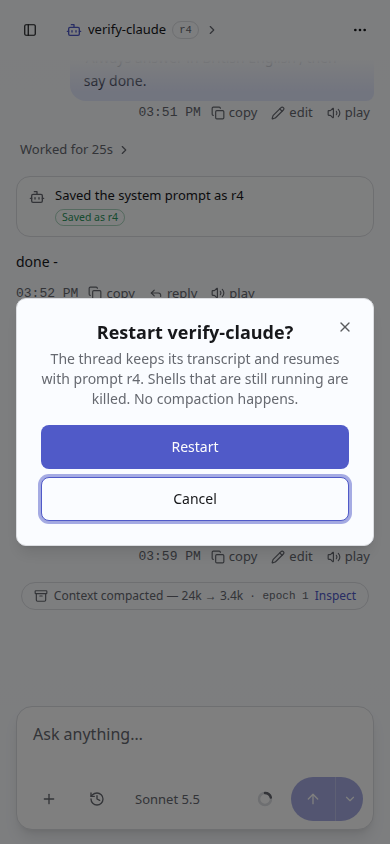 verify-claude r4
say done.
03:51 PM copy edit play
Worked for 25s
Saved the system prompt as r4
Saved as r4
done -
03:52 PM copy reply play
Restart verify-claude?
The thread keeps its transcript and resumes
with prompt r4. Shells that are still running are
killed. No compaction happens.
Restart
Cancel
03:59 PM copy edit play
Context compacted — 24k → 3.4k · epoch 1 Inspect
Ask anything...
Sonnet 5.5